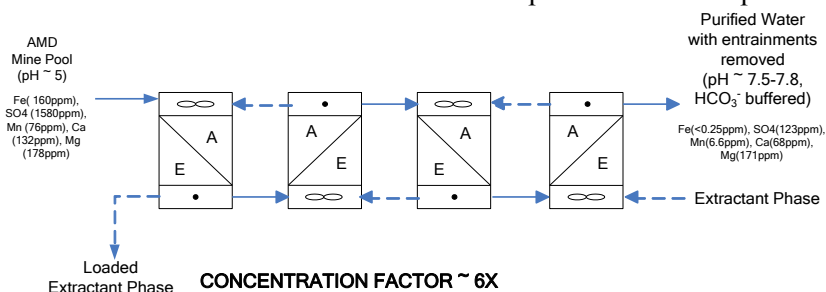 AMD
Mine Pool
(pH ~ 5)
Fe( 160ppm),
SO4 (1580ppm),
Mn (76ppm), Ca
(132ppm), Mg
(178ppm)
A
E
A
E
A
E
A
E
Purified Water
with entrainments
removed
(pH ~ 7.5-7.8,
HCO3- buffered)
Fe(<0.25ppm), SO4(123ppm),
Mn(6.6ppm), Ca(68ppm),
Mg(171ppm)
Extractant Phase
Loaded
Extractant Phase
CONCENTRATION FACTOR ~ 6X